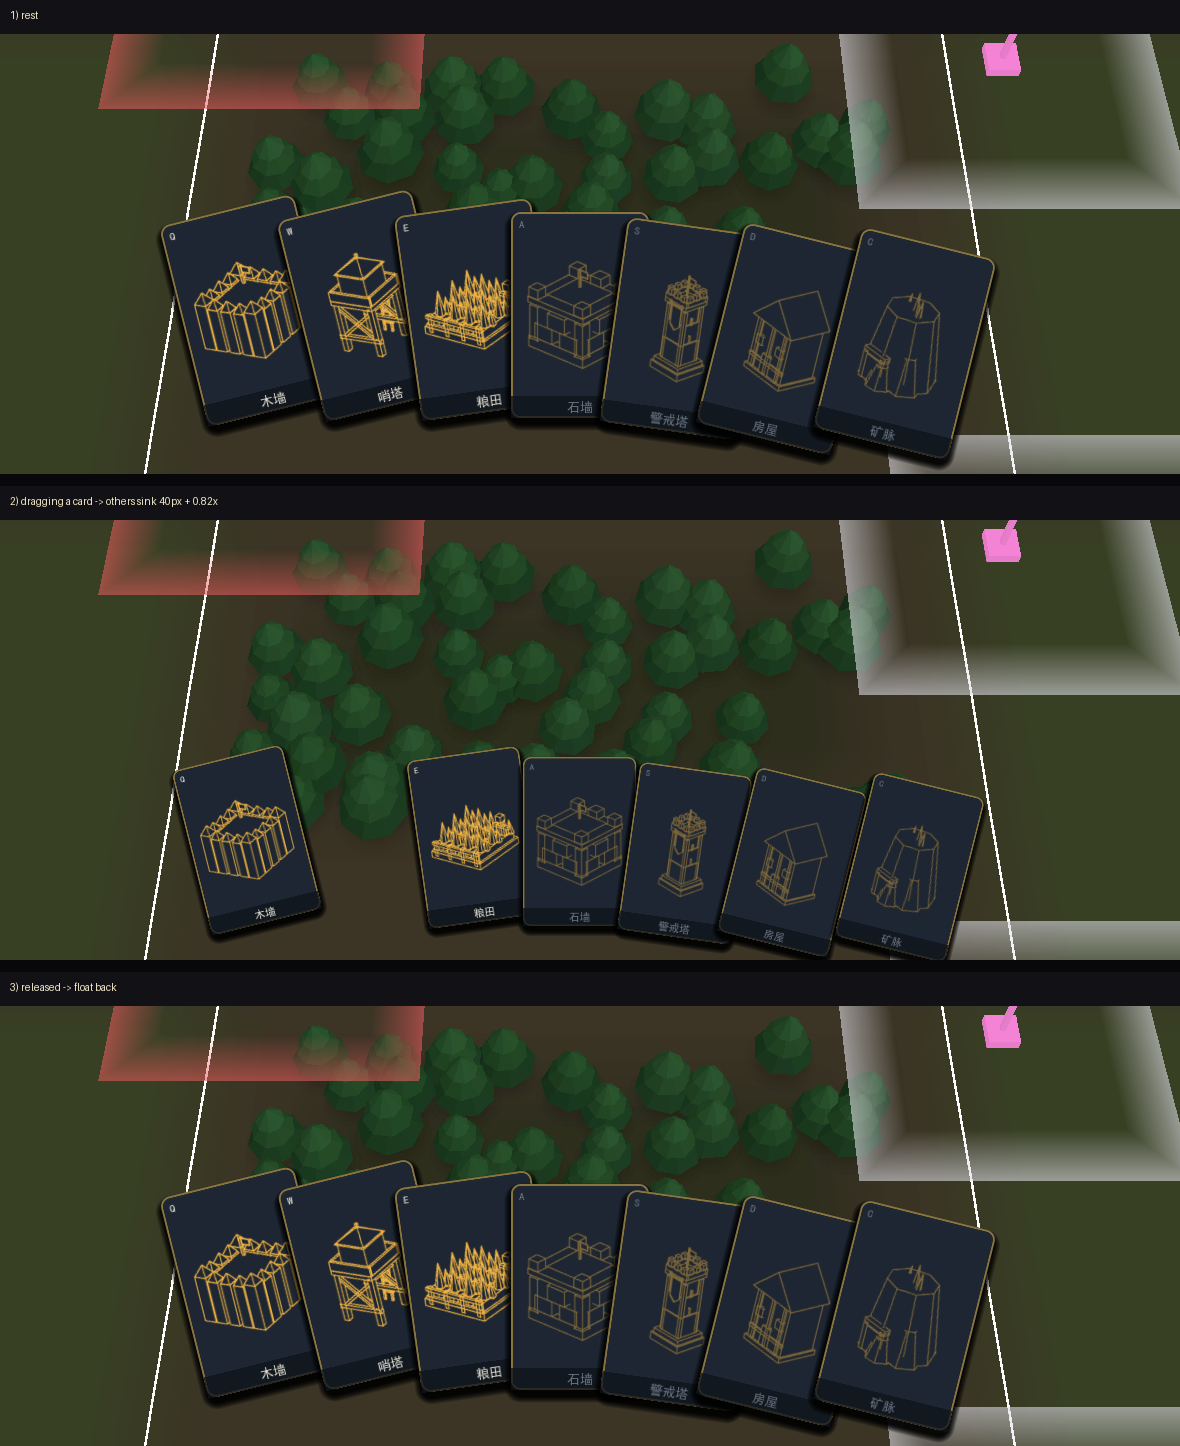 1) rest
Q
W
E
A
S
D
C
木墙
哨塔
粮田
石墙
警戒塔
房屋
矿脉
2) dragging a card -> others sink 40px + 0.82x
Q
E
A
S
D
C
木墙
粮田
石墙
警戒塔
房屋
矿脉
3) released -> float back
Q
W
E
A
S
D
C
木墙
哨塔
粮田
石墙
警戒塔
房屋
矿脉